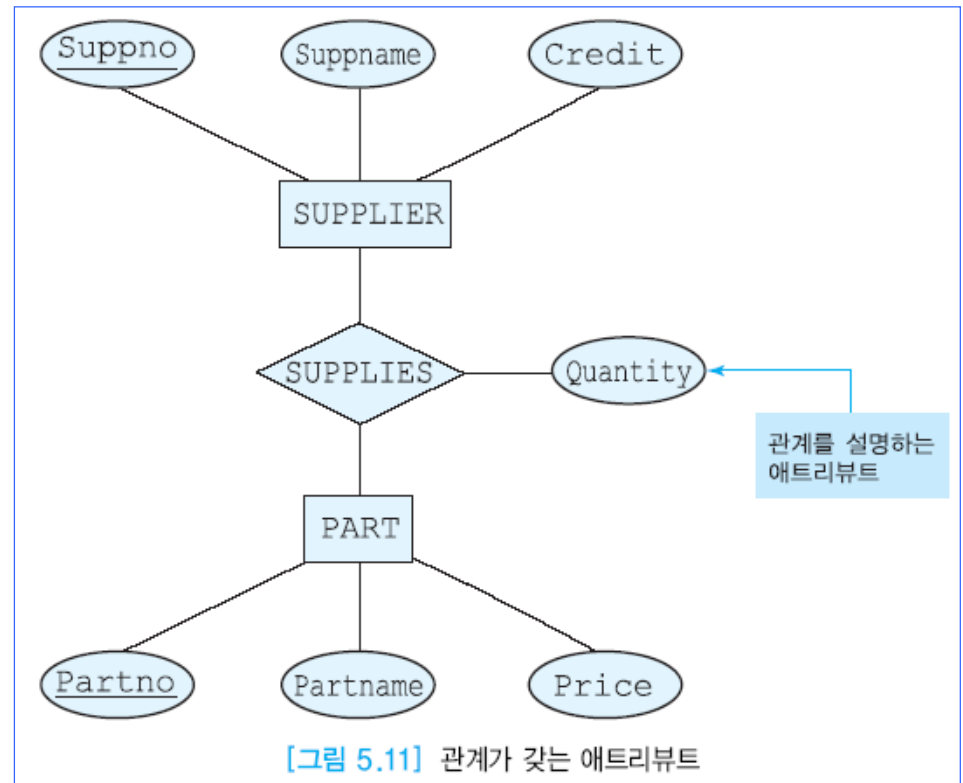 Suppno Suppname Credit
SUPPLIER
SUPPLIES Quantity
관계를 설명하는
애트리뷰트
PART
Partno Partname Price
[그림 5.11] 관계가 갖는 애트리뷰트